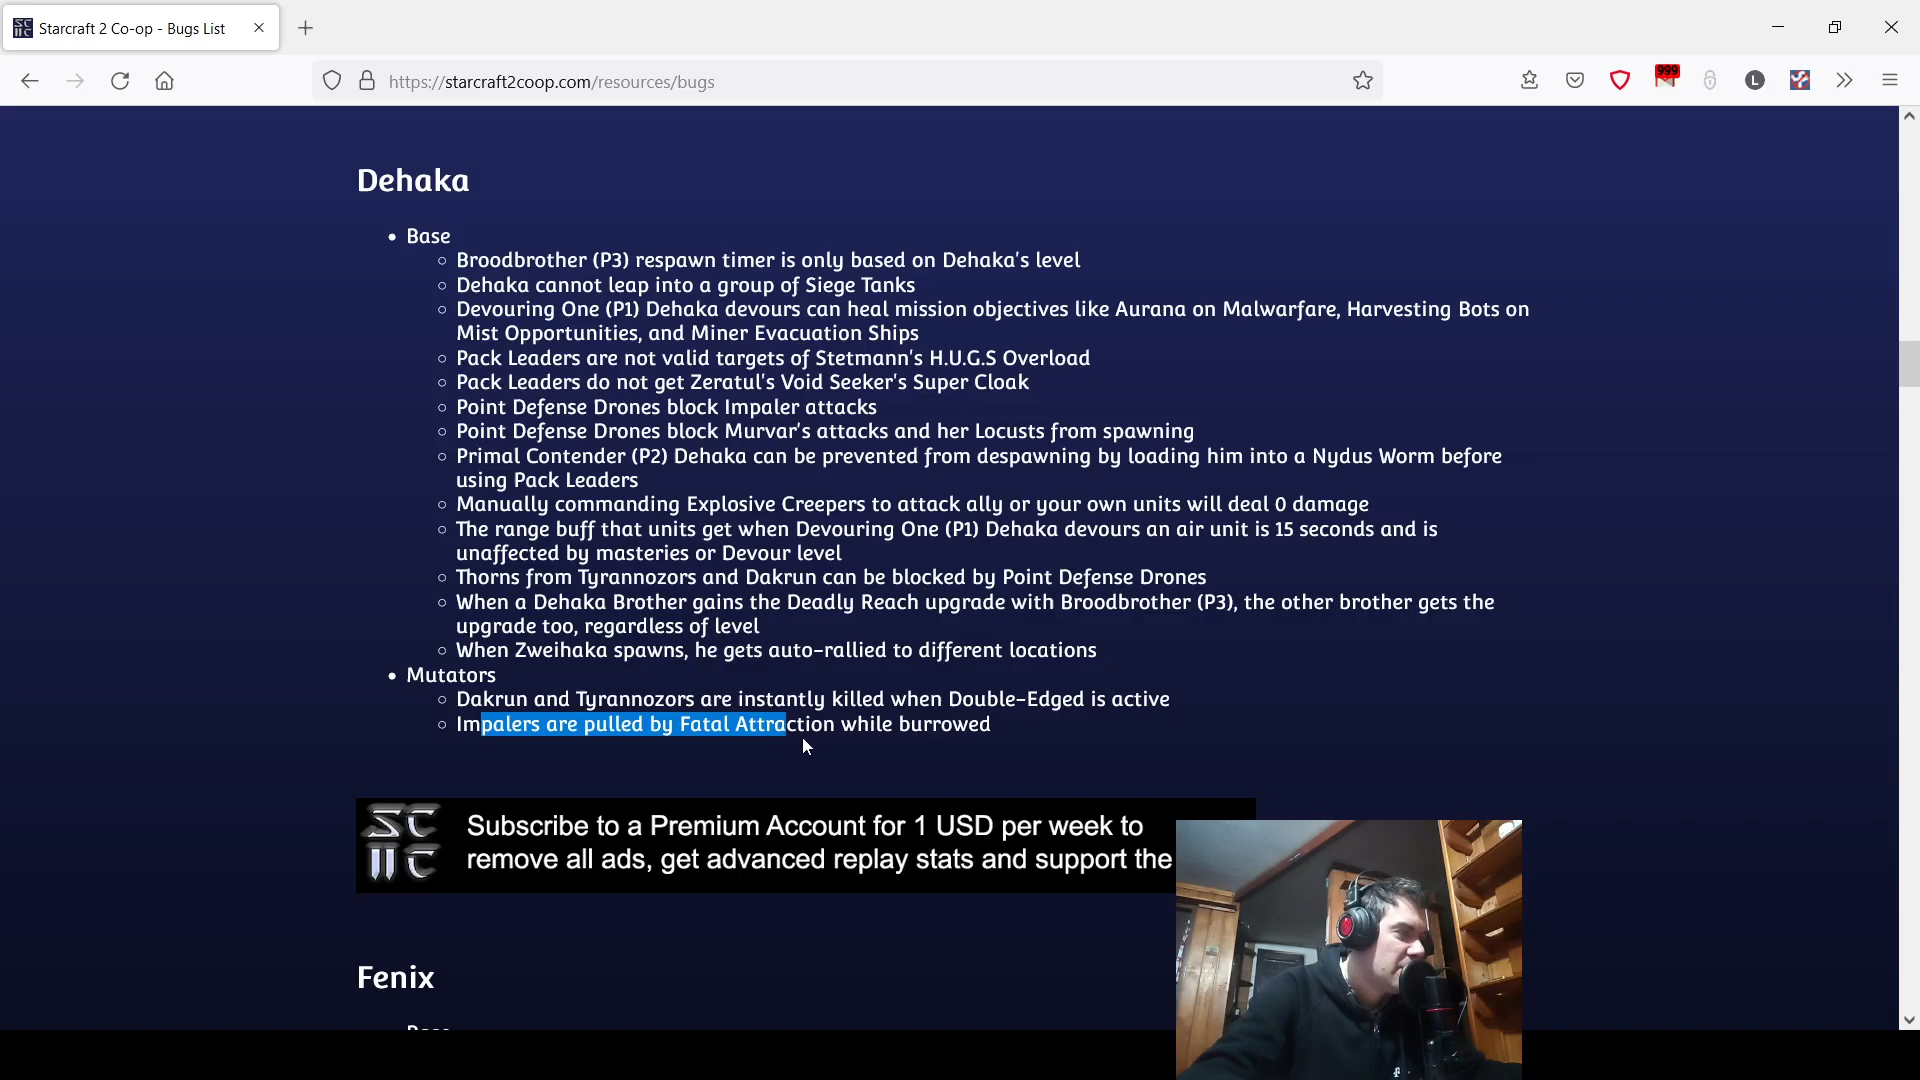 Starcraft 2 Co-op - Bugs List
https://starcraft2coop.com/resources/bugs
999
L
Dehaka
Base
Broodbrother (P3) respawn timer is only based on Dehaka's level
Dehaka cannot leap into a group of Siege Tanks
Devouring One (P1) Dehaka devours can heal mission objectives like Aurana on Malwarfare, Harvesting Bots on
Mist Opportunities, and Miner Evacuation Ships
Pack Leaders are not valid targets of Stetmann's H.U.G.S Overload
Pack Leaders do not get Zeratul's Void Seeker's Super Cloak
Point Defense Drones block Impaler attacks
Point Defense Drones block Murvar's attacks and her Locusts from spawning
Primal Contender (P2) Dehaka can be prevented from despawning by loading him into a Nydus Worm before
using Pack Leaders
Manually commanding Explosive Creepers to attack ally or your own units will deal 0 damage
The range buff that units get when Devouring One (P1) Dehaka devours an air unit is 15 seconds and is
unaffected by masteries or Devour level
Thorns from Tyrannozors and Dakrun can be blocked by Point Defense Drones
When a Dehaka Brother gains the Deadly Reach upgrade with Broodbrother (P3), the other brother gets the
upgrade too, regardless of level
When Zweihaka spawns, he gets auto-rallied to different locations
Mutators
Dakrun and Tyrannozors are instantly killed when Double-Edged is active
Impalers are pulled by Fatal Attraction while burrowed
SC
IIC
Subscribe to a Premium Account for 1 USD per week to
remove all ads, get advanced replay stats and support the
Fenix